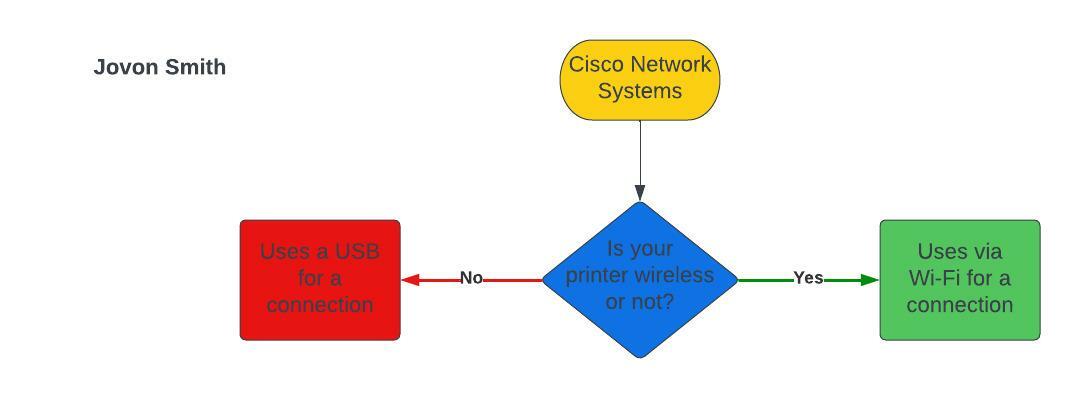 Jovon Smith
Cisco Network
Systems
Uses a USB
for a
connection
No
Is your
printer wireless
or not?
Yes
Uses via
Wi-Fi for a
connection